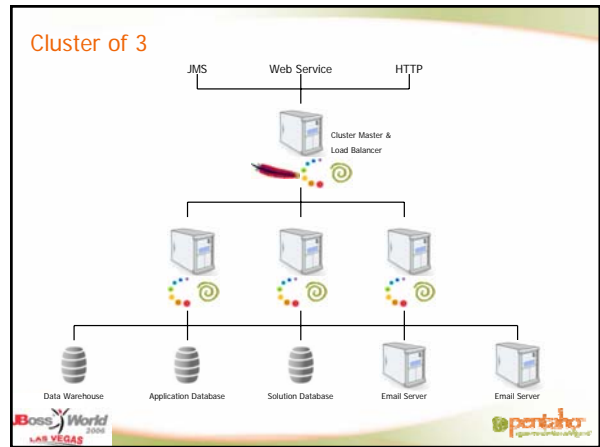 Cluster of 3
JMS Web Service HTTP
Cluster Master &
Load Balancer
Data Warehouse Application Database Solution Database Email Server Email Server
JBoss World
2006
LAS VEGAS
pentaho